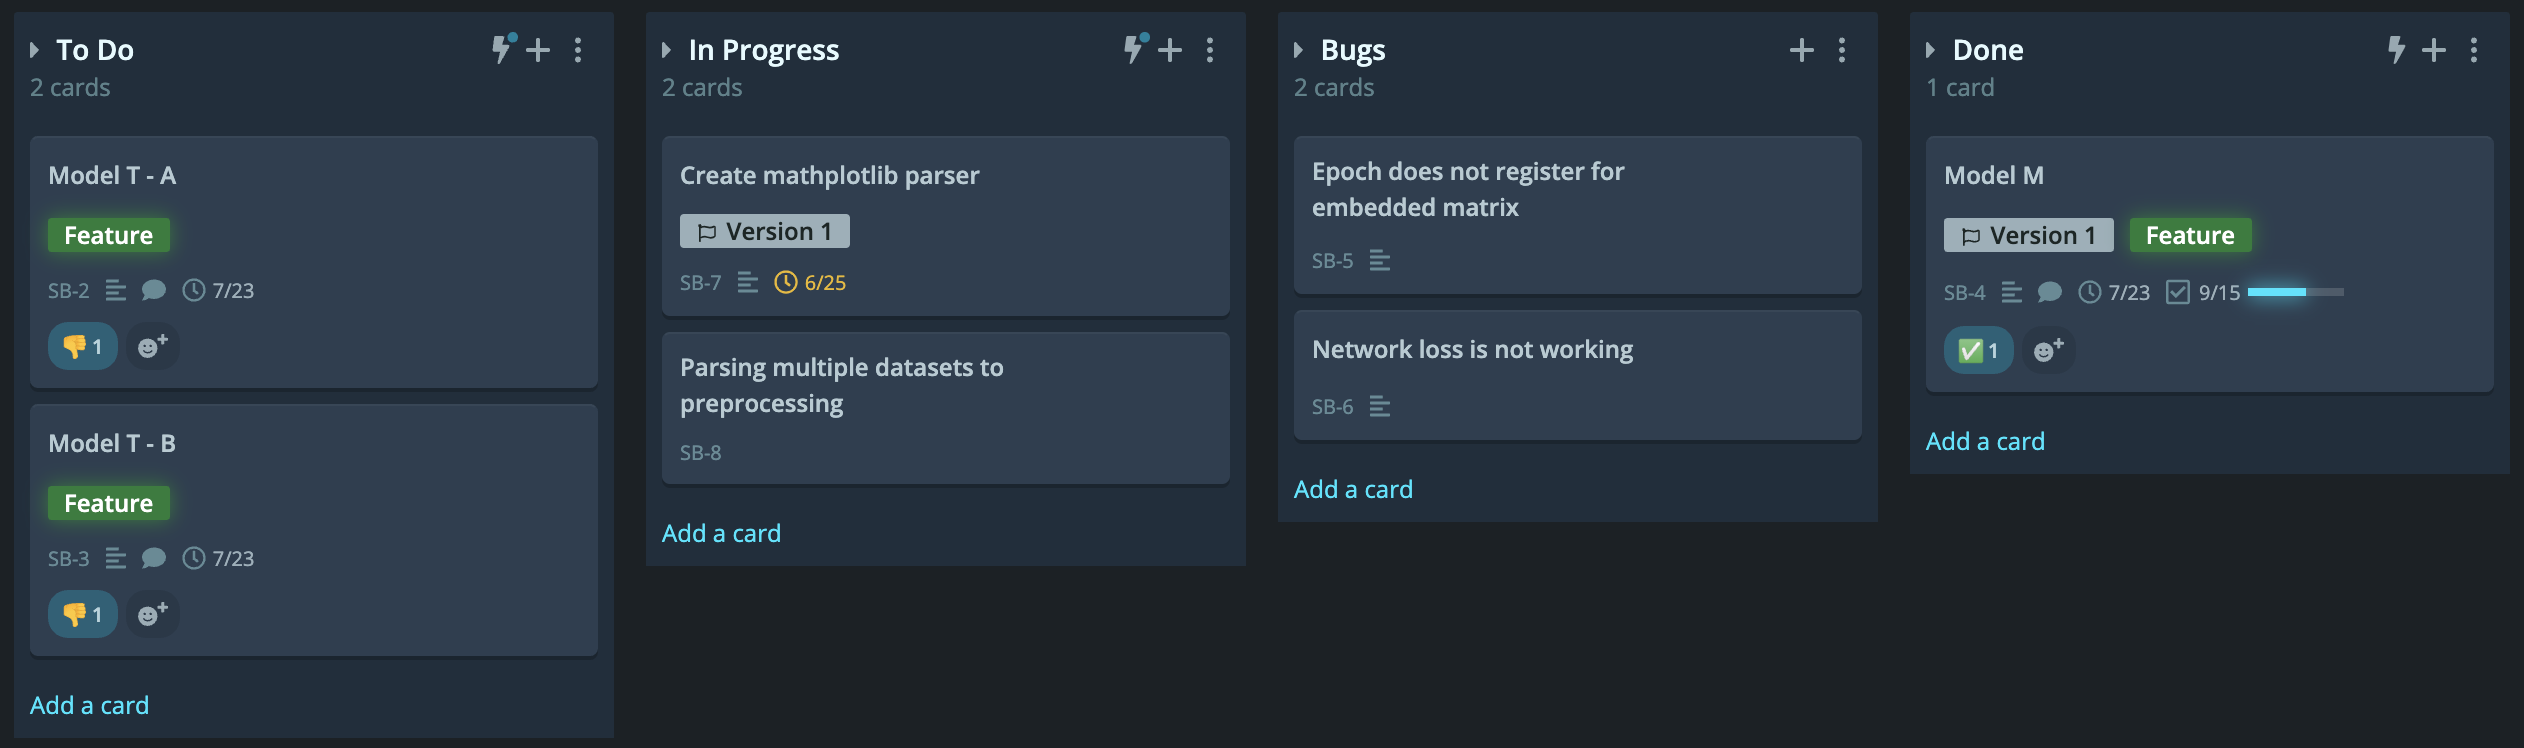 To Do
2 cards
Model T - A
Feature
SB-2 7/23
1
Model T - B
Feature
SB-3 7/23
1
Add a card
In Progress
2 cards
Create mathplotlib parser
Version 1
SB-7 6/25
Parsing multiple datasets to
preprocessing
SB-8
Add a card
Bugs
2 cards
Epoch does not register for
embedded matrix
SB-5
Network loss is not working
SB-6
Add a card
Done
1 card
Model M
Version 1 Feature
SB-4 7/23 9/15
1
Add a card